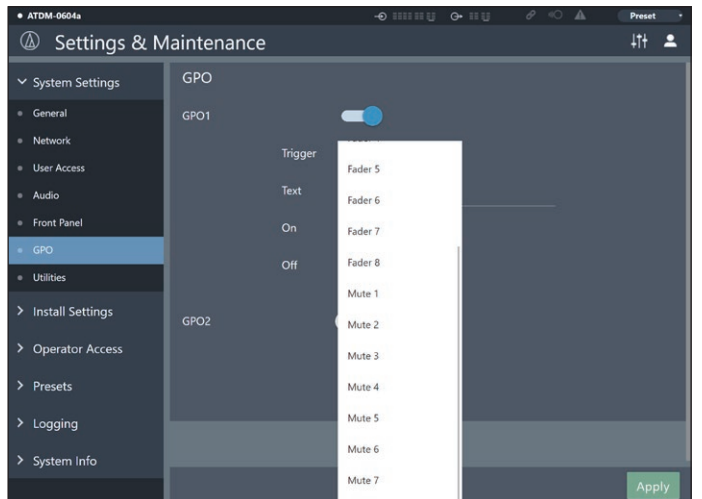 ATDM-0604a
Preset
Settings & Maintenance
System Settings
General
Network
User Access
Audio
Front Panel
GPO
Utilities
Install Settings
Operator Access
Presets
Logging
System Info
GPO
GPO1
Trigger
Text
On
Off
GPO2
Fader 5
Fader 6
Fader 7
Fader 8
Mute 1
Mute 2
Mute 3
Mute 4
Mute 5
Mute 6
Mute 7
Apply